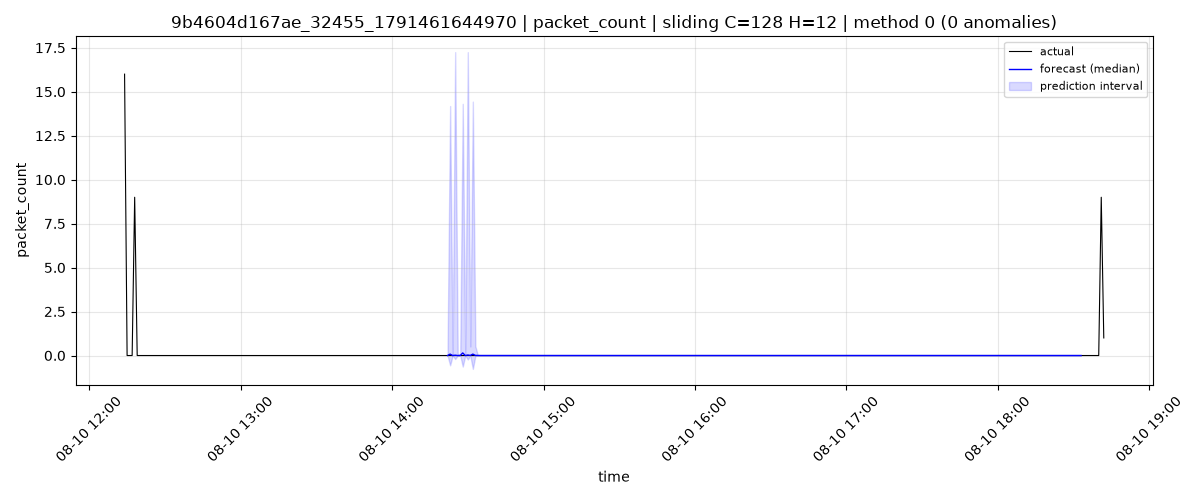 9b4604d167ae_32455_1791461644970 | packet_count | sliding C=128 H=12 | method 0 (0 anomalies)
actual
forecast (median)
prediction interval
17.5
15.0
12.5
10.0
7.5
5.0
2.5
0.0
packet_count
08-10 12:00
08-10 13:00
08-10 14:00
08-10 15:00
08-10 16:00
08-10 17:00
08-10 18:00
08-10 19:00
time